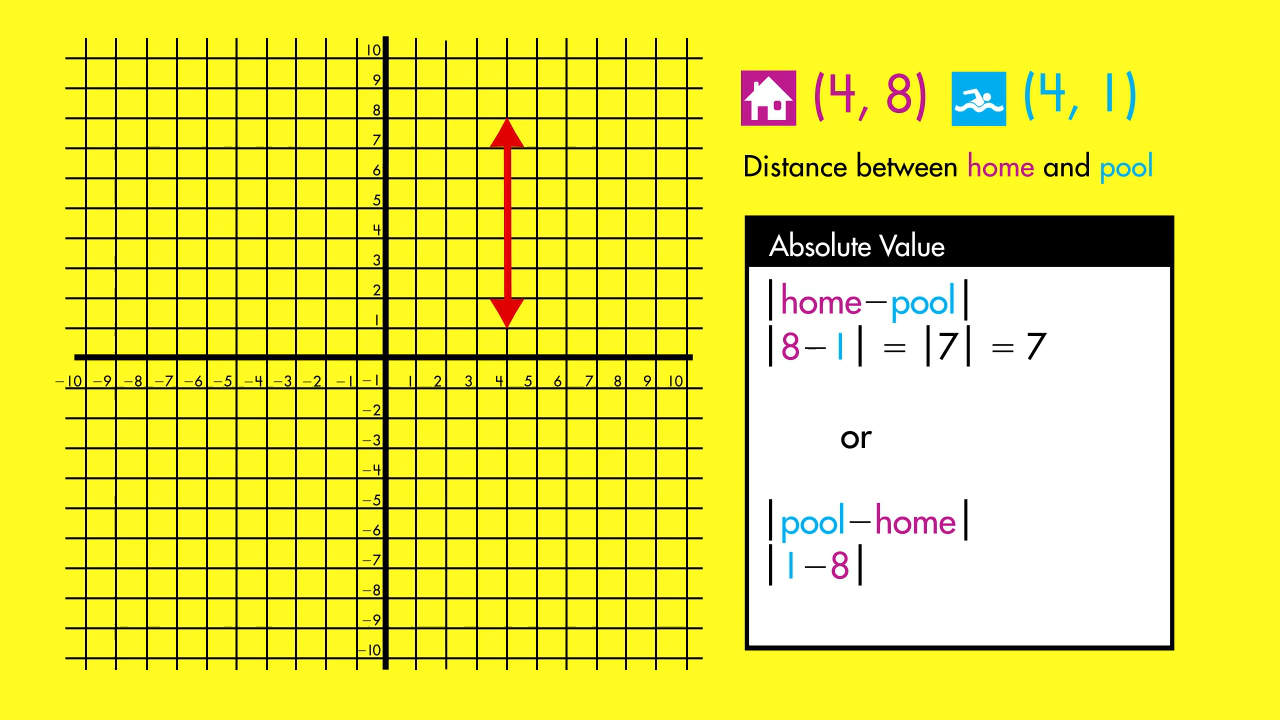 10
9
8
7
6
5
4
3
2
1
−10 −9 −8 −7 −6 −5 −4 −3 −2 −1 1 2 3 4 5 6 7 8 9 10
−1
−2
−3
−4
−5
−6
−7
−8
−9
−10
(4, 8) (4, 1)
Distance between home and pool
Absolute Value
|home−pool|
|8−1| = |7| = 7
or
|pool−home|
|1−8|